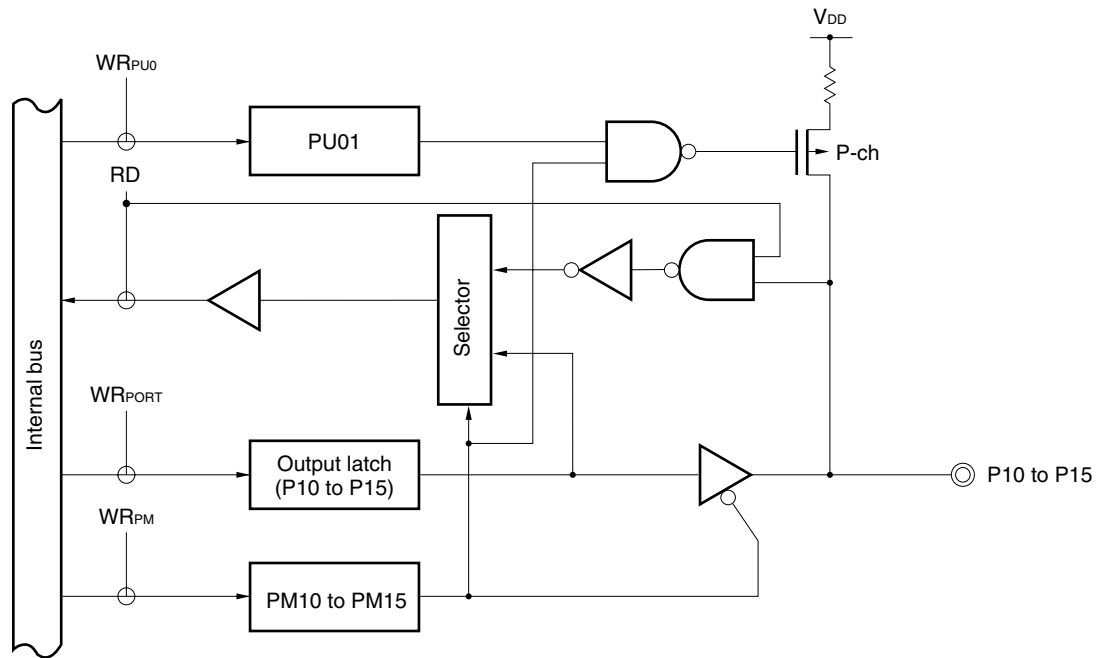 VDD
WRPU0
PU01
P-ch
RD
Selector
Internal bus
WRPORT
Output latch
(P10 to P15)
P10 to P15
WRPM
PM10 to PM15